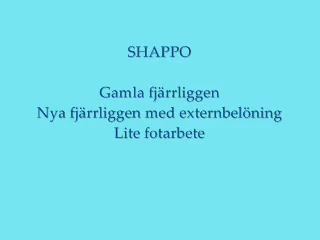 SHAPPO
Gamla fjärrliggen
Nya fjärrliggen med externbelöning
Lite fotarbete